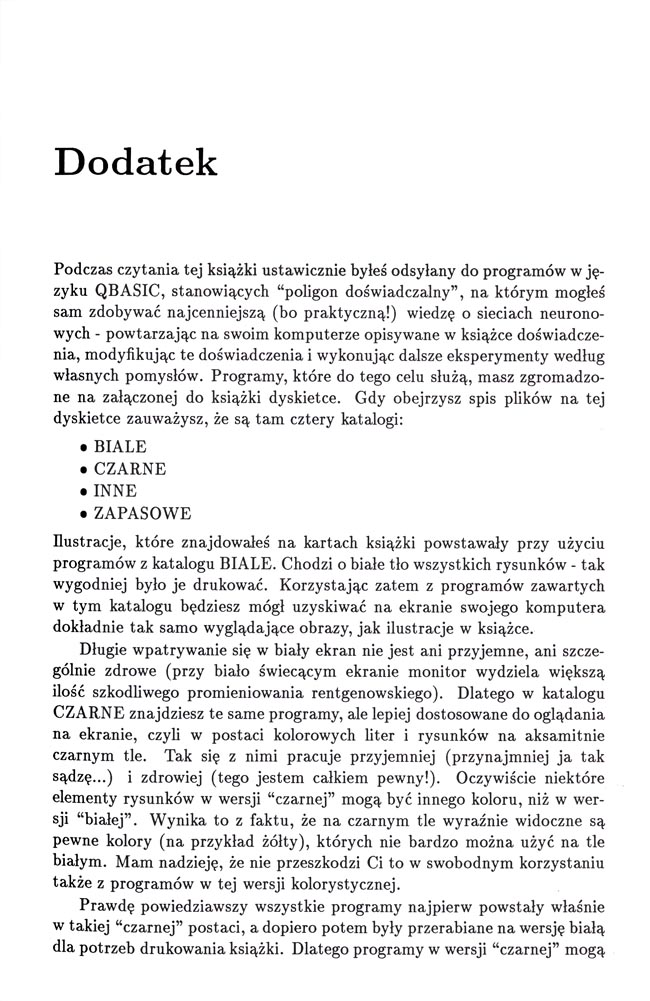 Dodatek
Podczas czytania tej książki ustawicznie byłeś odsyłany do programów w ję-
zyku QBASIC, stanowiących “poligon doświadczalny”, na którym mogłeś
sam zdobywać najcenniejszą (bo praktyczną!) wiedzę o sieciach neurono-
wych - powtarzając na swoim komputerze opisywane w książce doświadcze-
nia, modyfikując te doświadczenia i wykonując dalsze eksperymenty według
własnych pomysłów. Programy, które do tego celu służą, masz zgromadzo-
ne na załączonej do książki dyskietce. Gdy obejrzysz spis plików na tej
dyskietce zauważysz, że są tam cztery katalogi:
• BIALE
• CZARNE
• INNE
• ZAPASOWE
Ilustracje, które znajdowałeś na kartach książki powstawały przy użyciu
programów z katalogu BIALE. Chodzi o białe tło wszystkich rysunków - tak
wygodniej było je drukować. Korzystając zatem z programów zawartych
w tym katalogu będziesz mógł uzyskiwać na ekranie swojego komputera
dokładnie tak samo wyglądające obrazy, jak ilustracje w książce.
Długie wpatrywanie się w biały ekran nie jest ani przyjemne, ani szcze-
gólnie zdrowe (przy biało świecącym ekranie monitor wydziela większą
ilość szkodliwego promieniowania rentgenowskiego). Dlatego w katalogu
CZARNE znajdziesz te same programy, ale lepiej dostosowane do oglądania
na ekranie, czyli w postaci kolorowych liter i rysunków na aksamitnie
czarnym tle. Tak się z nimi pracuje przyjemniej (przynajmniej ja tak
sądzę...) i zdrowiej (tego jestem całkiem pewny!). Oczywiście niektóre
elementy rysunków w wersji “czarnej” mogą być innego koloru, niż w wer-
sji “białej”. Wynika to z faktu, że na czarnym tle wyraźnie widoczne są
pewne kolory (na przykład żółty), których nie bardzo można użyć na tle
białym. Mam nadzieję, że nie przeszkodzi Ci to w swobodnym korzystaniu
także z programów w tej wersji kolorystycznej.
Prawdę powiedziawszy wszystkie programy najpierw powstały właśnie
w takiej “czarnej” postaci, a dopiero potem były przerabiane na wersję białą
dla potrzeb drukowania książki. Dlatego programy w wersji “czarnej” mogą